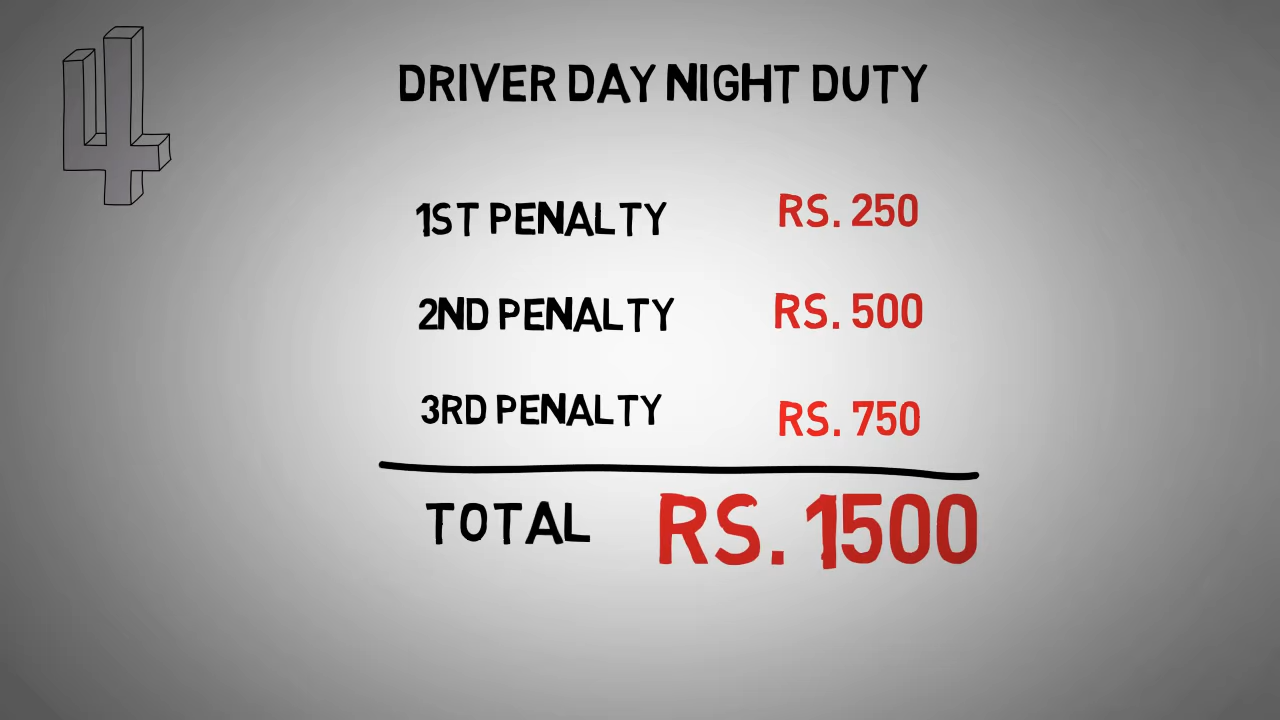 4
DRIVER DAY NIGHT DUTY
1ST PENALTY RS. 250
2ND PENALTY RS. 500
3RD PENALTY RS. 750
TOTAL RS. 1500